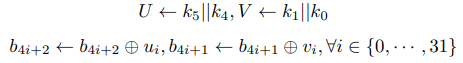 U ← k₅||k₄, V ← k₁||k₀
b₄ᵢ₊₂ ← b₄ᵢ₊₂ ⊕ uᵢ, b₄ᵢ₊₁ ← b₄ᵢ₊₁ ⊕ vᵢ, ∀i ∈ {0, ⋯ , 31}